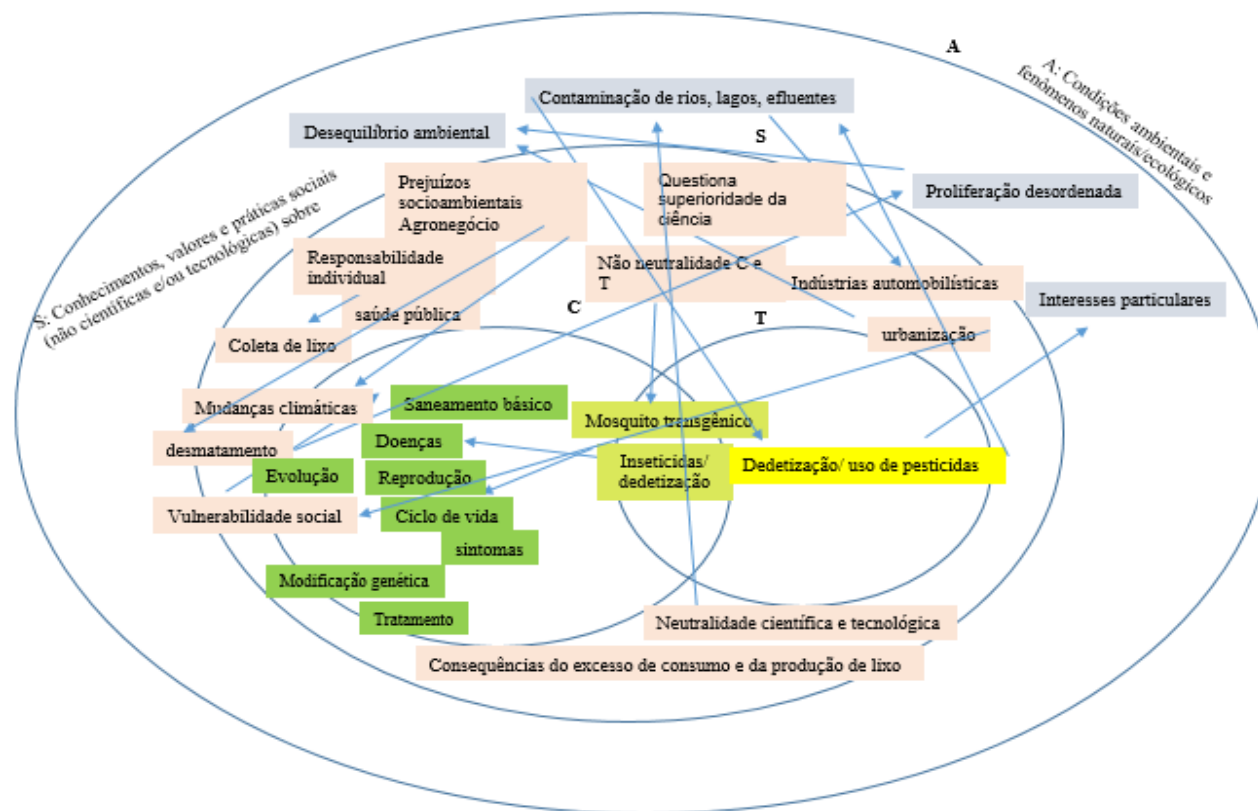 A
A: Condições ambientais e
fenômenos naturais/ecológicos
S: Conhecimentos, valores e práticas sociais
(não científicas e/ou tecnológicas) sobre
Contaminação de rios, lagos, efluentes
Desequilíbrio ambiental
S
Prejuízos
socioambientais
Agronegócio
Questiona
superioridade da
ciência
Proliferação desordenada
Responsabilidade
individual
Não neutralidade C e
T
Indústrias automobilísticas
Interesses particulares
saúde pública
C
T
urbanização
Coleta de lixo
Mudanças climáticas
Saneamento básico
Mosquito transgênico
desmatamento
Doenças
Inseticidas/
dedetização
Dedetização/ uso de pesticidas
Evolução
Reprodução
Vulnerabilidade social
Ciclo de vida
sintomas
Modificação genética
Tratamento
Neutralidade científica e tecnológica
Consequências do excesso de consumo e da produção de lixo